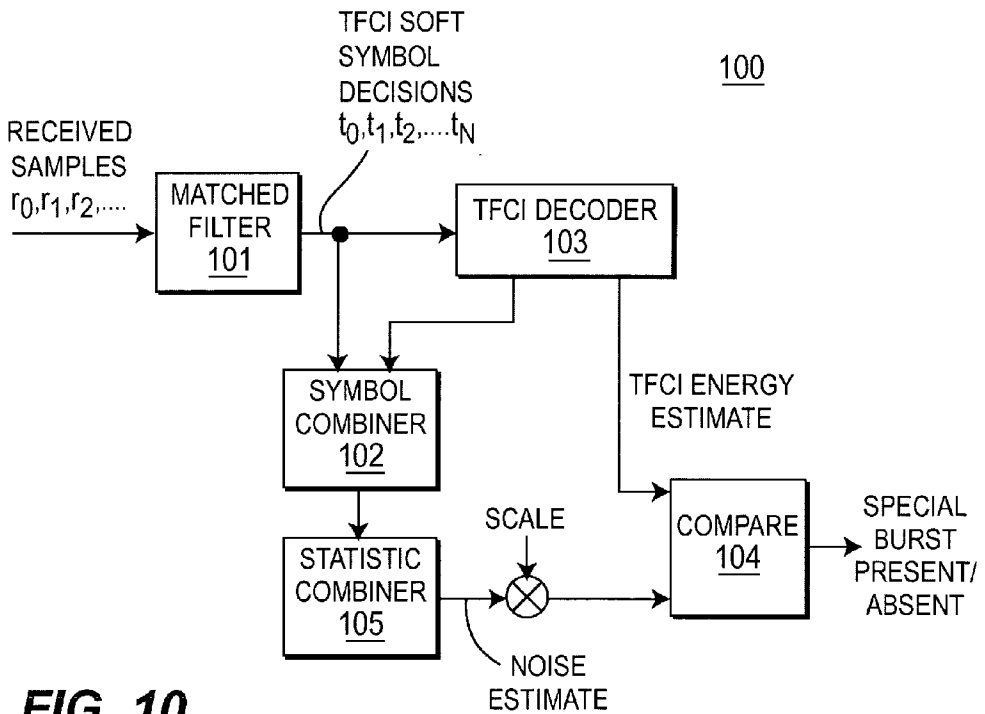 TFCI SOFT
SYMBOL
DECISIONS
t0,t1,t2,....tN
100
RECEIVED
SAMPLES
r0,r1,r2,....
MATCHED
FILTER
101
TFCI DECODER
103
SYMBOL
COMBINER
102
TFCI ENERGY
ESTIMATE
STATISTIC
COMBINER
105
SCALE
COMPARE
104
SPECIAL
BURST
PRESENT/
ABSENT
NOISE
ESTIMATE
FIG. 10